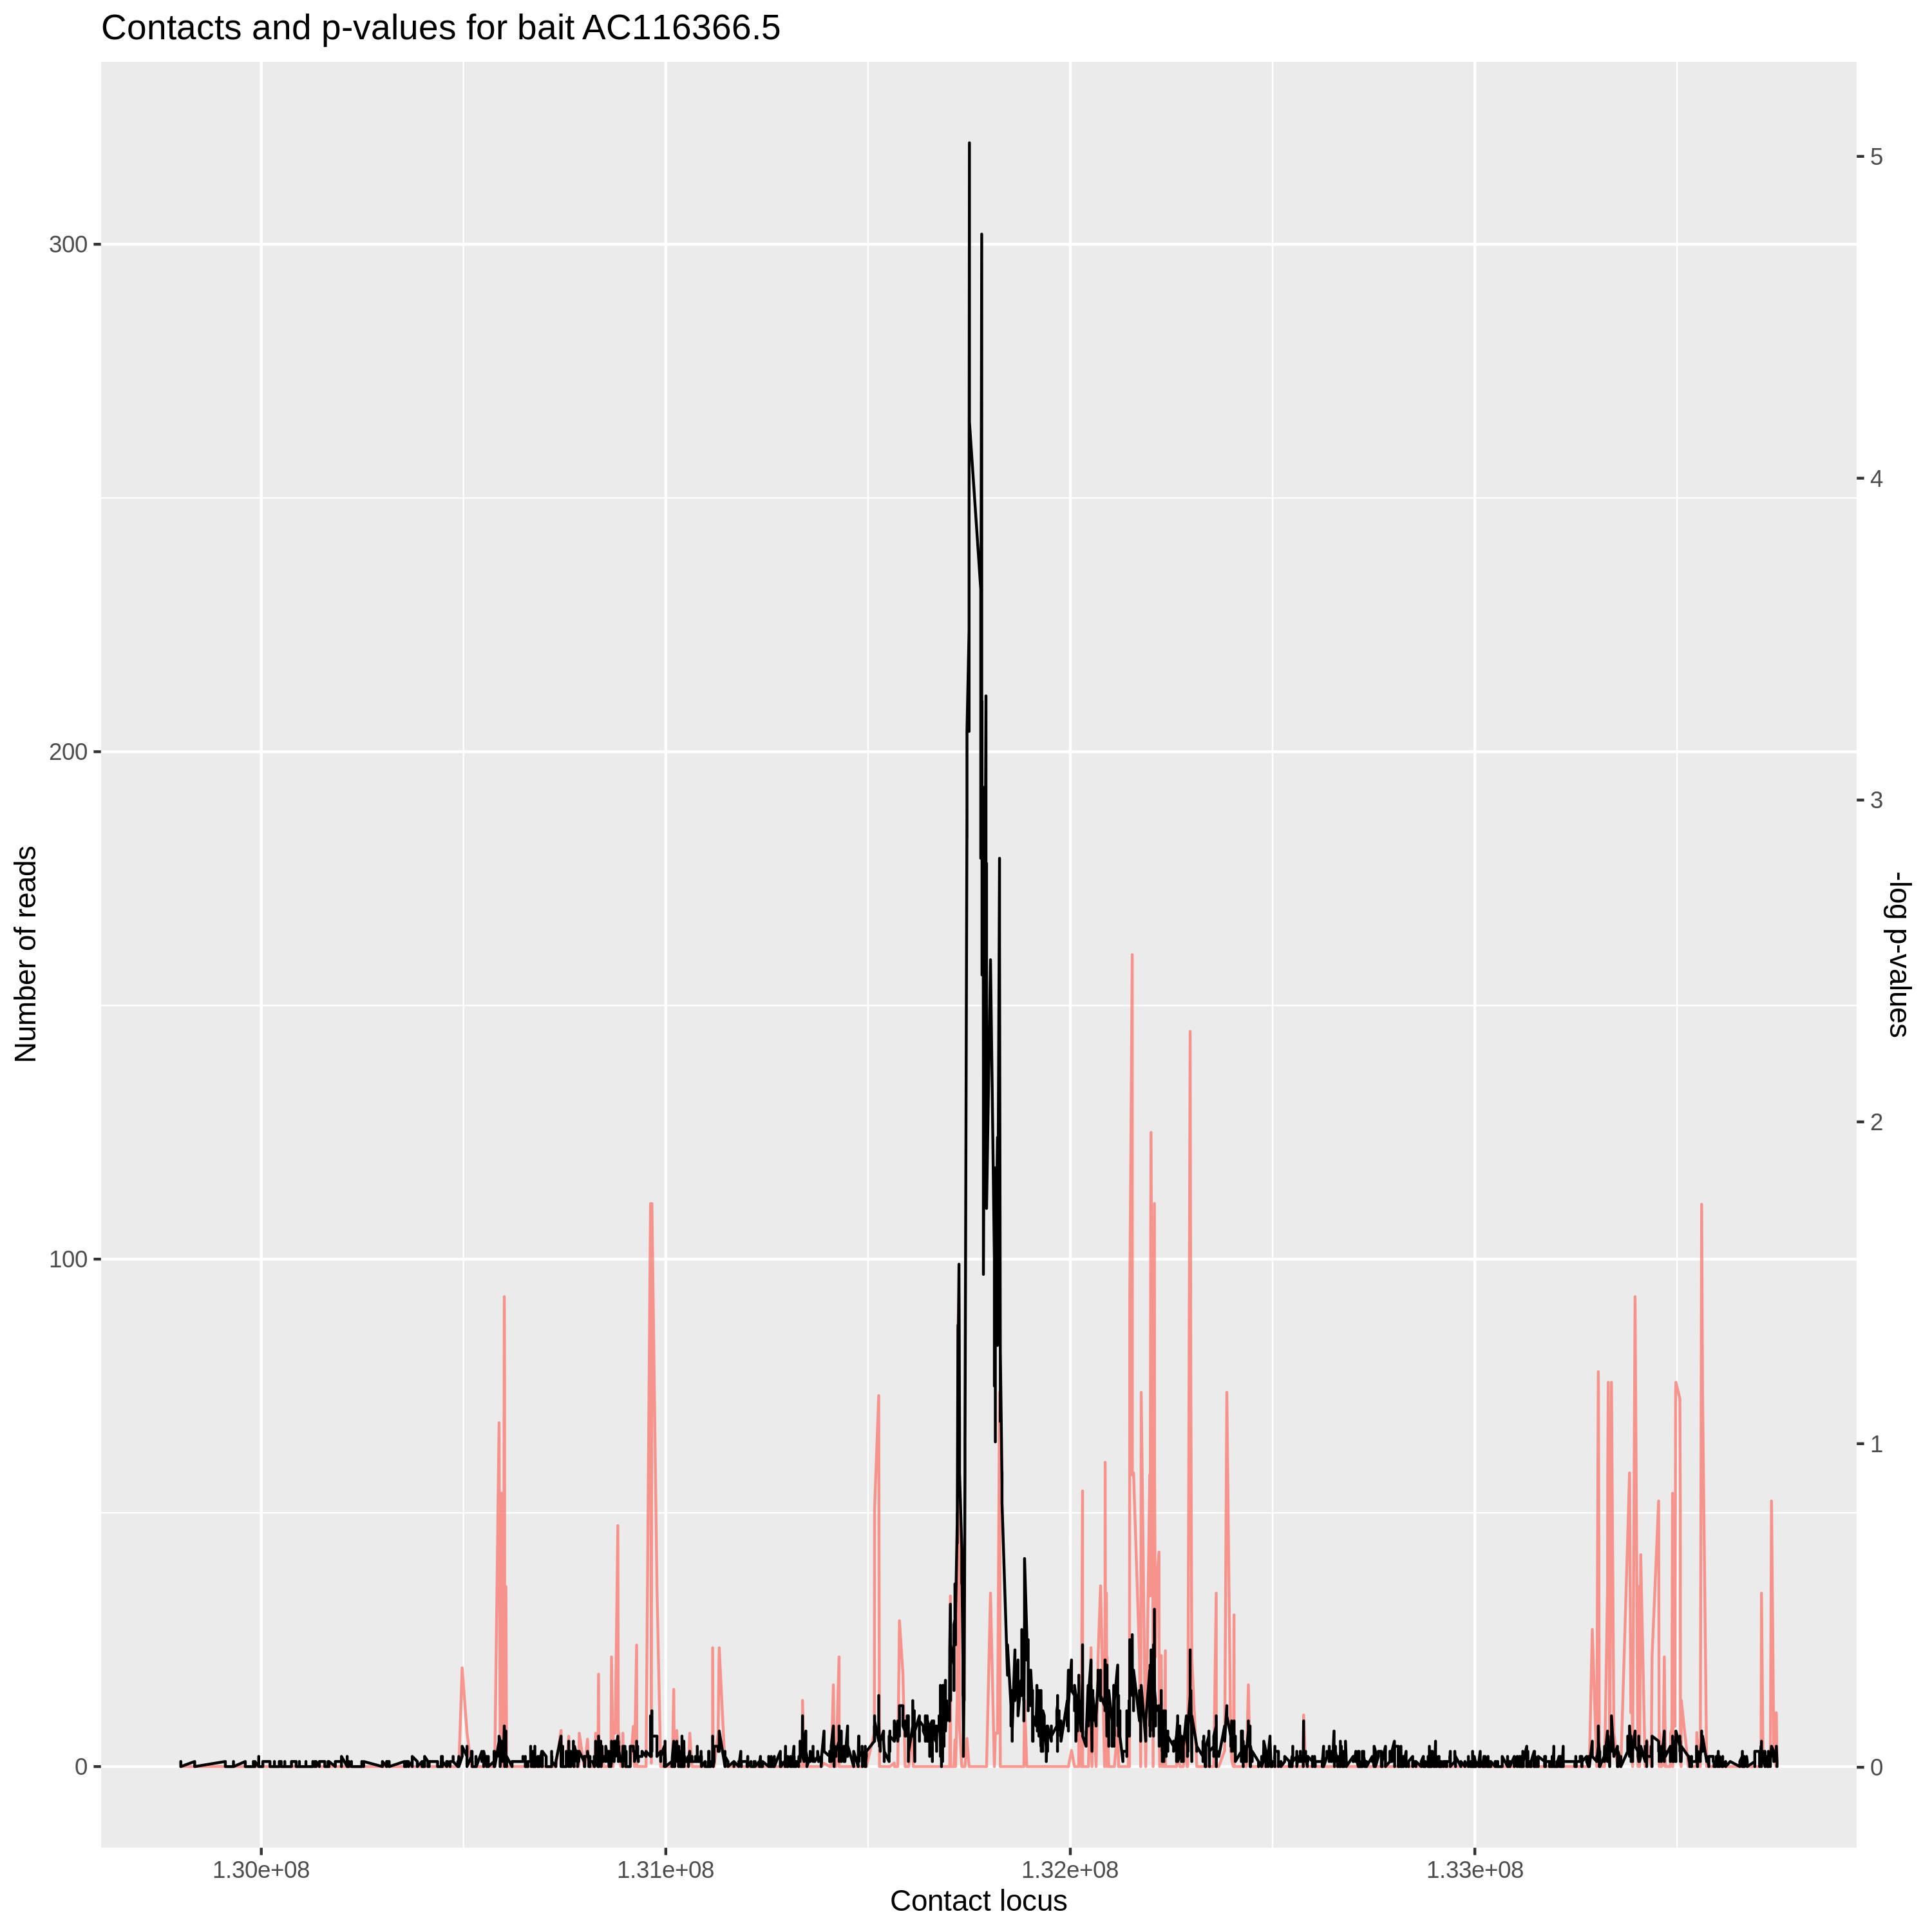 Contacts and p-values for bait AC116366.5
300
200
100
0
Number of reads
5
4
3
2
1
0
-log p-values
1.30e+08 1.31e+08 1.32e+08 1.33e+08
Contact locus